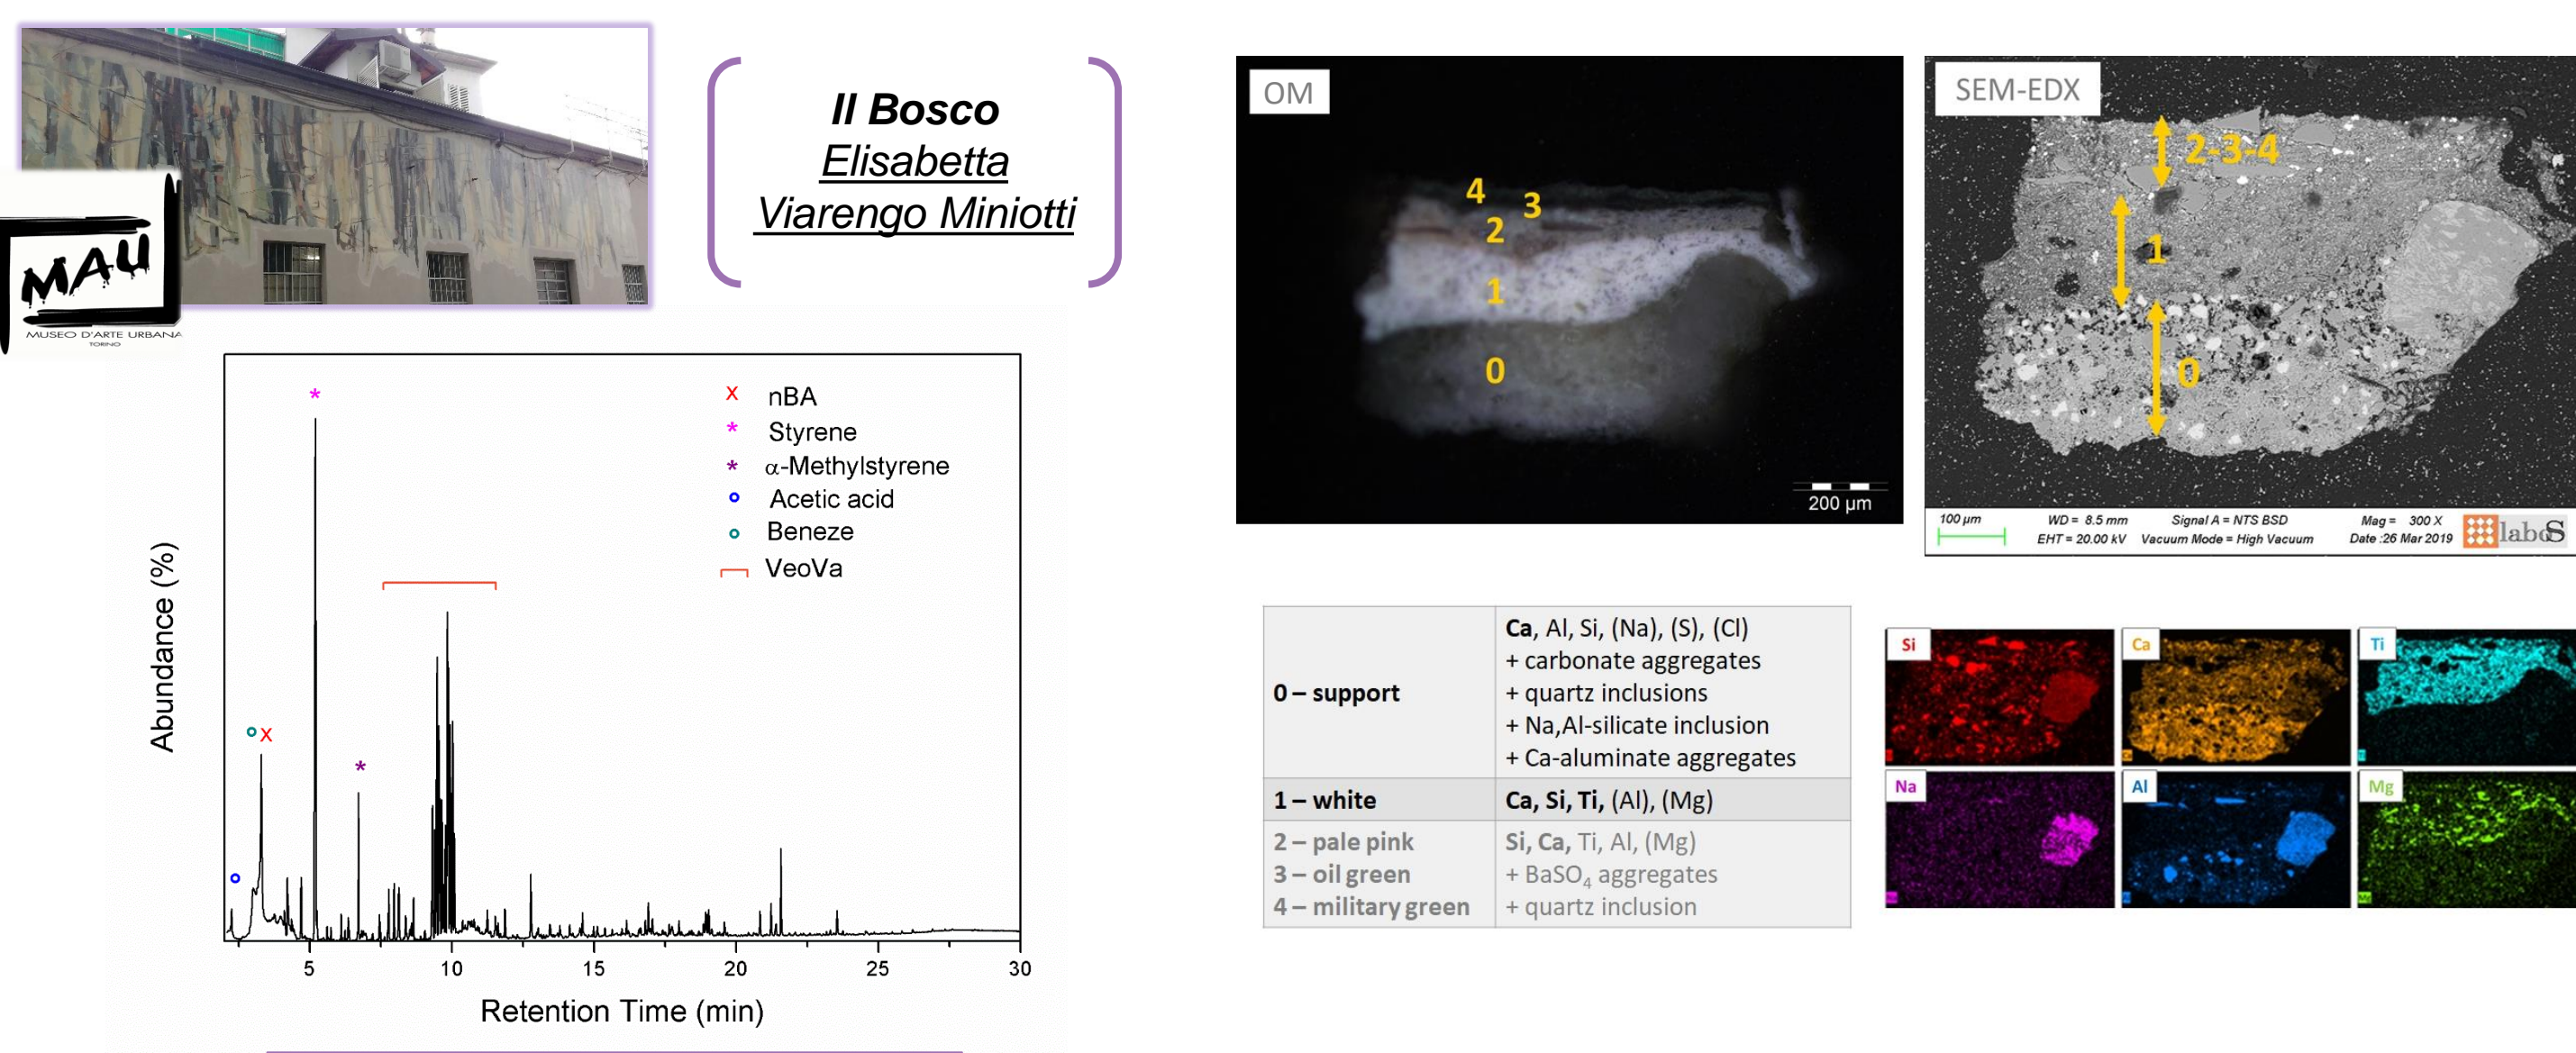 MAU
MUSEO D'ARTE URBANA
TORINO
Il Bosco
Elisabetta
Viarengo Miniotti
x nBA
* Styrene
* α-Methylstyrene
Acetic acid
Beneze
VeoVa
*
x
*
Abundance (%)
5 10 15 20 25 30
Retention Time (min)
OM
4
3
2
1
0
200 µm
SEM-EDX
2-3-4
1
0
100 µm
WD = 8.5 mm Signal A = NTS BSD Mag = 300 X
EHT = 20.00 kV Vacuum Mode = High Vacuum Date :26 Mar 2019
laboS
0 – support
Ca, Al, Si, (Na), (S), (Cl)
+ carbonate aggregates
+ quartz inclusions
+ Na,Al-silicate inclusion
+ Ca-aluminate aggregates
1 – white
Ca, Si, Ti, (Al), (Mg)
2 – pale pink
3 – oil green
4 – military green
Si, Ca, Ti, Al, (Mg)
+ BaSO₄ aggregates
+ quartz inclusion
Si
Ca
Ti
Na
Al
Mg